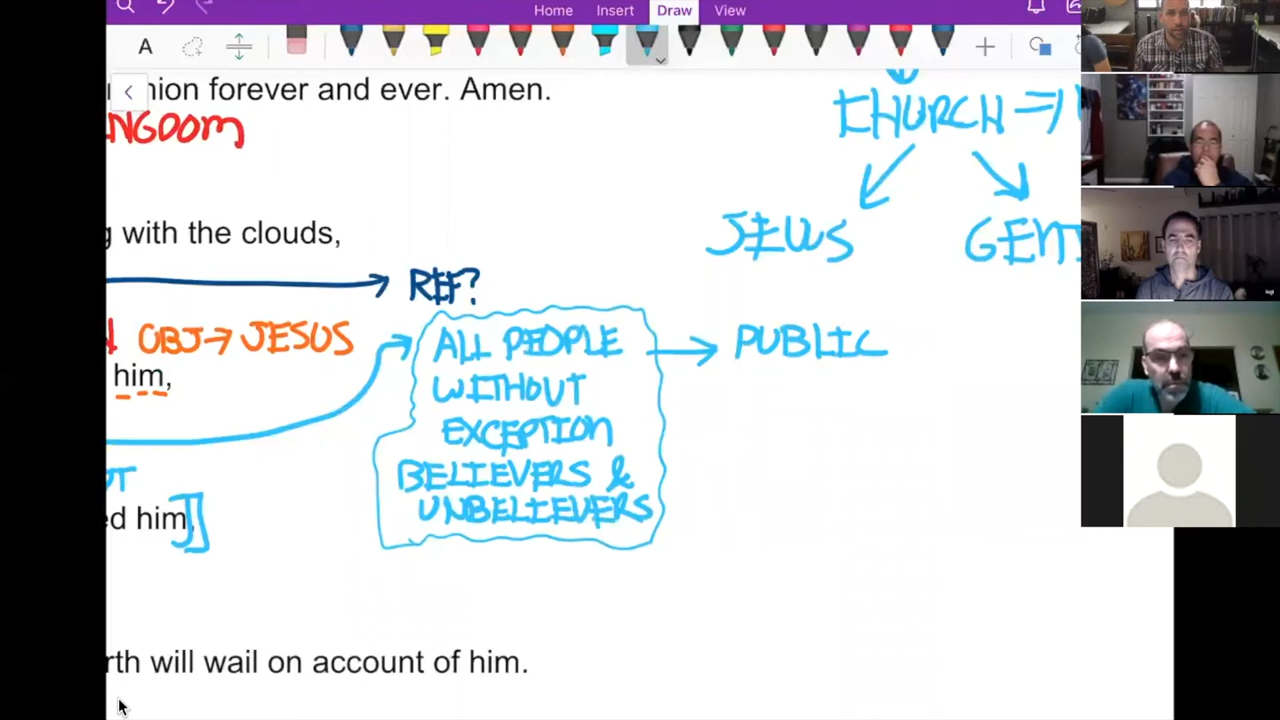 Home Insert Draw View
A
nion forever and ever. Amen.
NGDOM
CHURCH =
JEWS GENT
g with the clouds,
REF?
OBJ → JESUS
him,
ALL PEOPLE → PUBLIC
WITHOUT
EXCEPTION
BELIEVERS &
UNBELIEVERS
OT
ed him,]]
rth will wail on account of him.